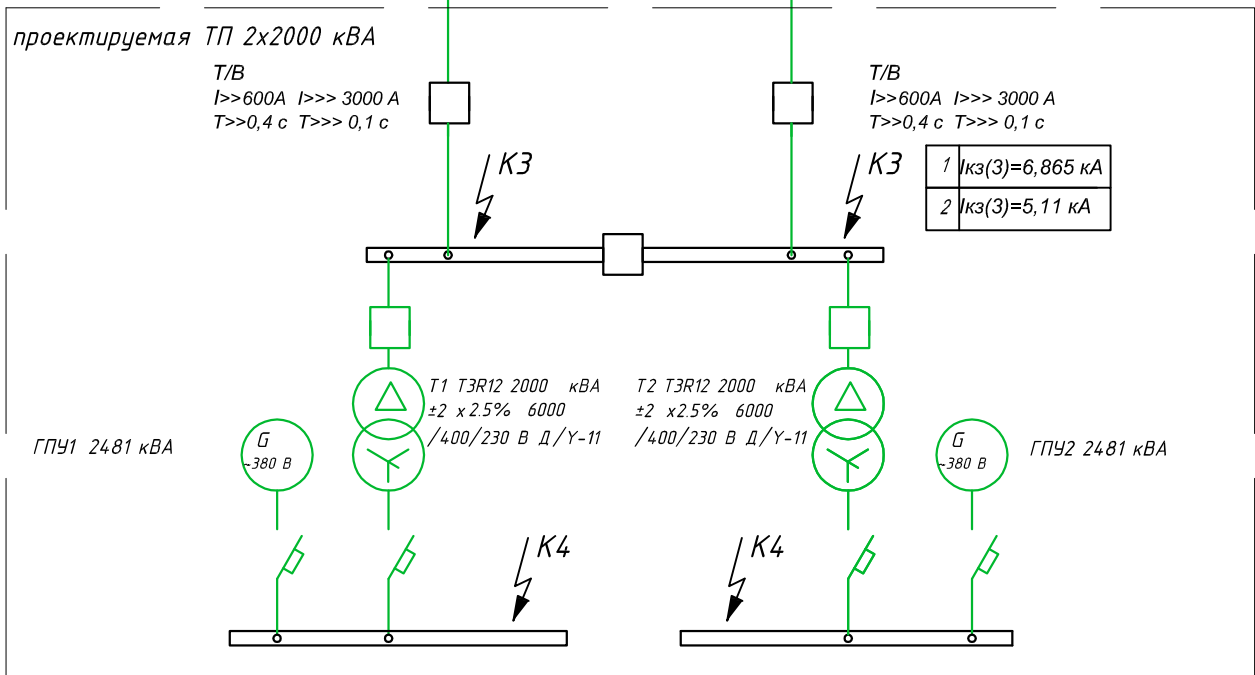 проектируемая ТП 2х2000 кВА
Т/В
I>>600А I>>> 3000 А
Т>>0,4 с Т>>> 0,1 с
Т/В
I>>600А I>>> 3000 А
Т>>0,4 с Т>>> 0,1 с
К3
К3
1 Iкз(3)=6,865 кА
2 Iкз(3)=5,11 кА
Т1 Т3R12 2000 кВА
±2 х2.5% 6000
/400/230 В Д/Y-11
Т2 Т3R12 2000 кВА
±2 х2.5% 6000
/400/230 В Д/Y-11
ГПУ1 2481 кВА
G
~380 В
G
~380 В
ГПУ2 2481 кВА
К4
К4